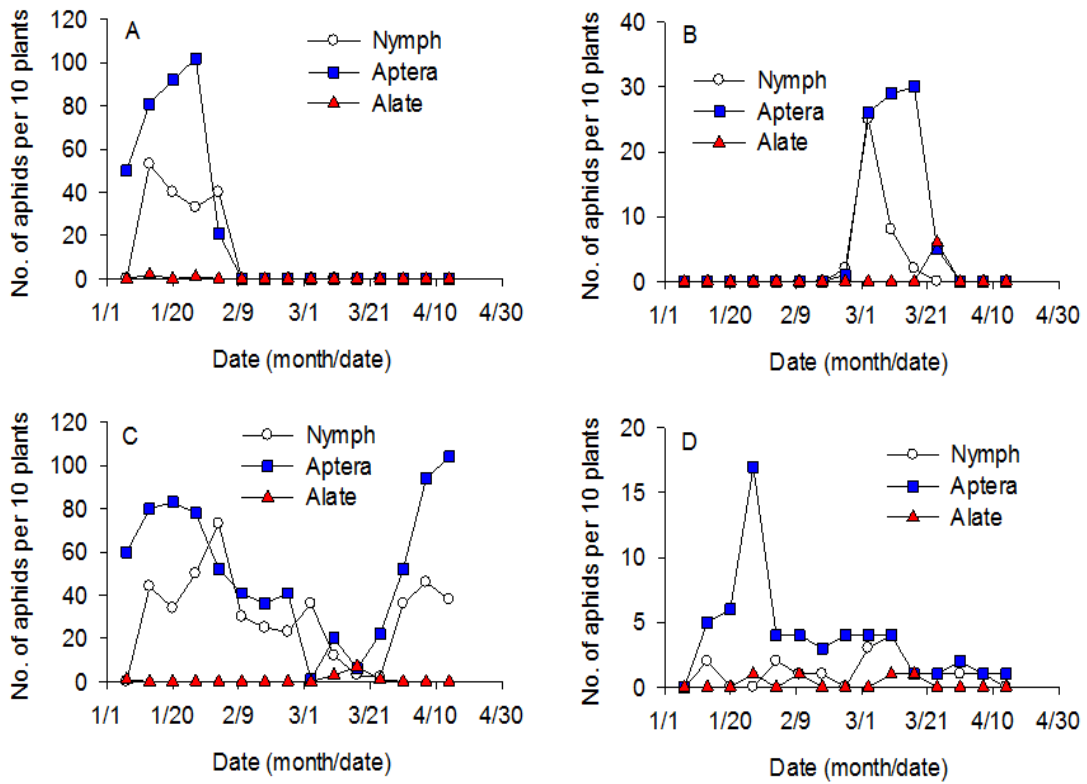 A
No. of aphids per 10 plants
120
100
80
60
40
20
0
Nymph
Aptera
Alate
1/1 1/20 2/9 3/1 3/21 4/10 4/30
Date (month/date)
B
No. of aphids per 10 plants
40
30
20
10
0
Nymph
Aptera
Alate
1/1 1/20 2/9 3/1 3/21 4/10 4/30
Date (month/date)
C
No. of aphids per 10 plants
120
100
80
60
40
20
0
Nymph
Aptera
Alate
1/1 1/20 2/9 3/1 3/21 4/10 4/30
Date (month/date)
D
No. of aphids per 10 plants
20
15
10
5
0
Nymph
Aptera
Alate
1/1 1/20 2/9 3/1 3/21 4/10 4/30
Date (month/date)